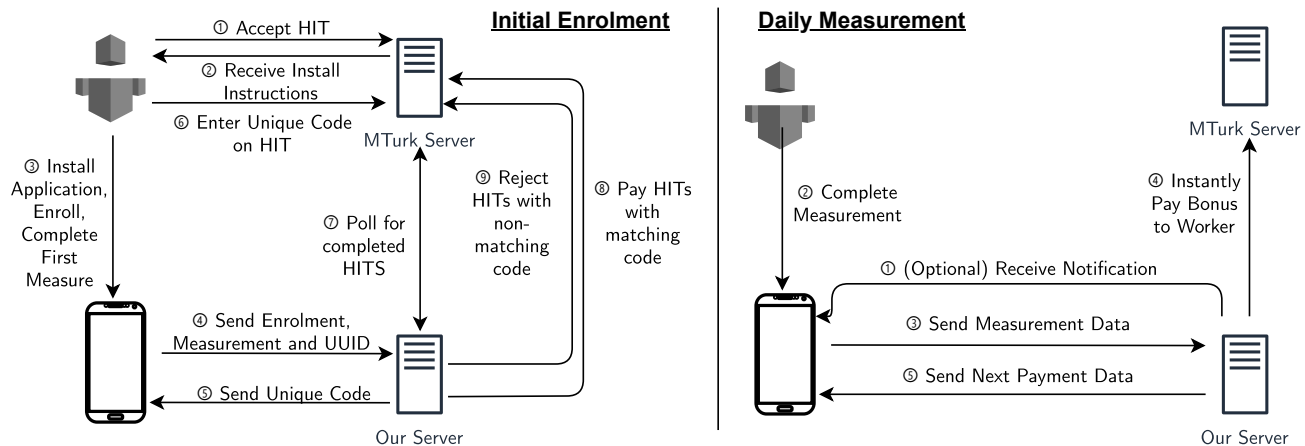 Initial Enrolment
① Accept HIT
② Receive Install
Instructions
⑥ Enter Unique Code
on HIT
MTurk Server
③ Install
Application,
Enroll,
Complete
First
Measure
⑦ Poll for
completed
HITS
⑨ Reject
HITs with
non-
matching
code
⑧ Pay HITs
with
matching
code
④ Send Enrolment,
Measurement and UUID
⑤ Send Unique Code
Our Server
Daily Measurement
MTurk Server
② Complete
Measurement
④ Instantly
Pay Bonus
to Worker
① (Optional) Receive Notification
③ Send Measurement Data
⑤ Send Next Payment Data
Our Server